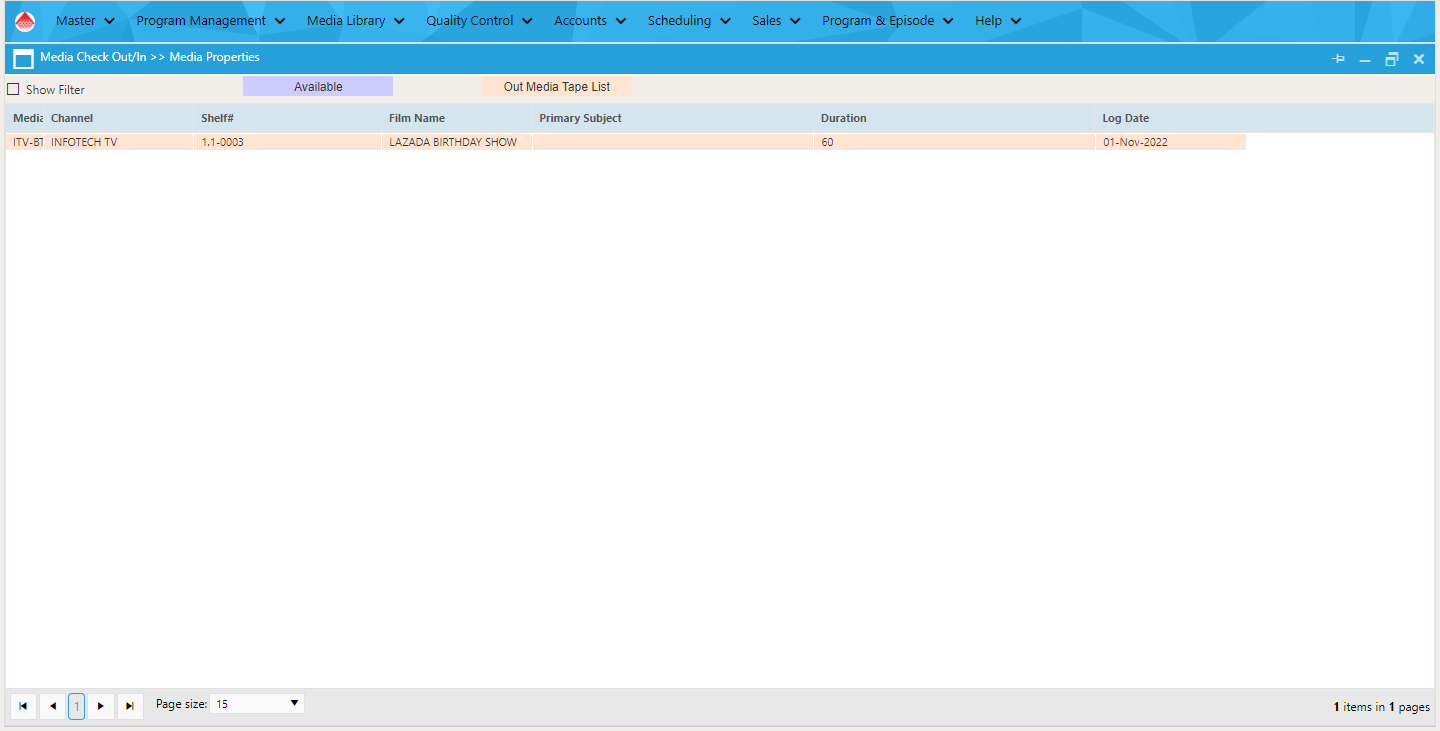 Master Program Management Media Library Quality Control Accounts Scheduling Sales Program & Episode Help
Media Check Out/In >> Media Properties
Show Filter Available Out Media Tape List
Media Channel Shelf# Film Name Primary Subject Duration Log Date
ITV-BT INFOTECH TV 1.1-0003 LAZADA BIRTHDAY SHOW 60 01-Nov-2022
1 Page size: 15 1 items in 1 pages